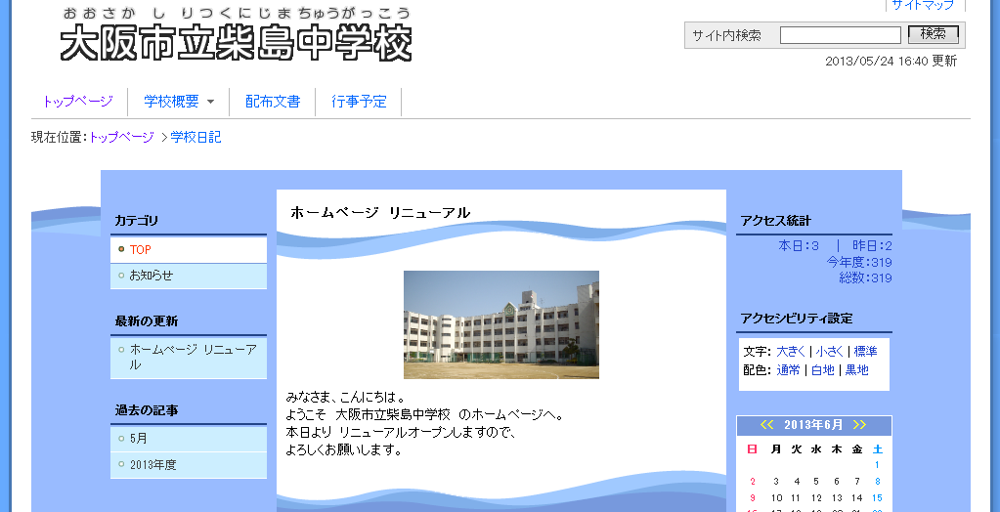 サイトマップ
おおさか し りつくにじまちゅうがっこう
大阪市立柴島中学校
サイト内検索 検索
2013/05/24 16:40 更新
トップページ 学校概要 配布文書 行事予定
現在位置：トップページ >学校日記
カテゴリ
TOP
お知らせ
最新の更新
ホームページ リニューア
ル
過去の記事
5月
2013年度
ホームページ リニューアル
みなさま、こんにちは。
ようこそ 大阪市立柴島中学校 のホームページへ。
本日より リニューアルオープンしますので、
よろしくお願いします。
アクセス統計
本日：3 | 昨日：2
今年度：319
総数：319
アクセシビリティ設定
文字: 大きく | 小さく | 標準
配色: 通常 | 白地 | 黒地
<< 2013年6月 >>
日 月 火 水 木 金 土
1
2 3 4 5 6 7 8
9 10 11 12 13 14 15